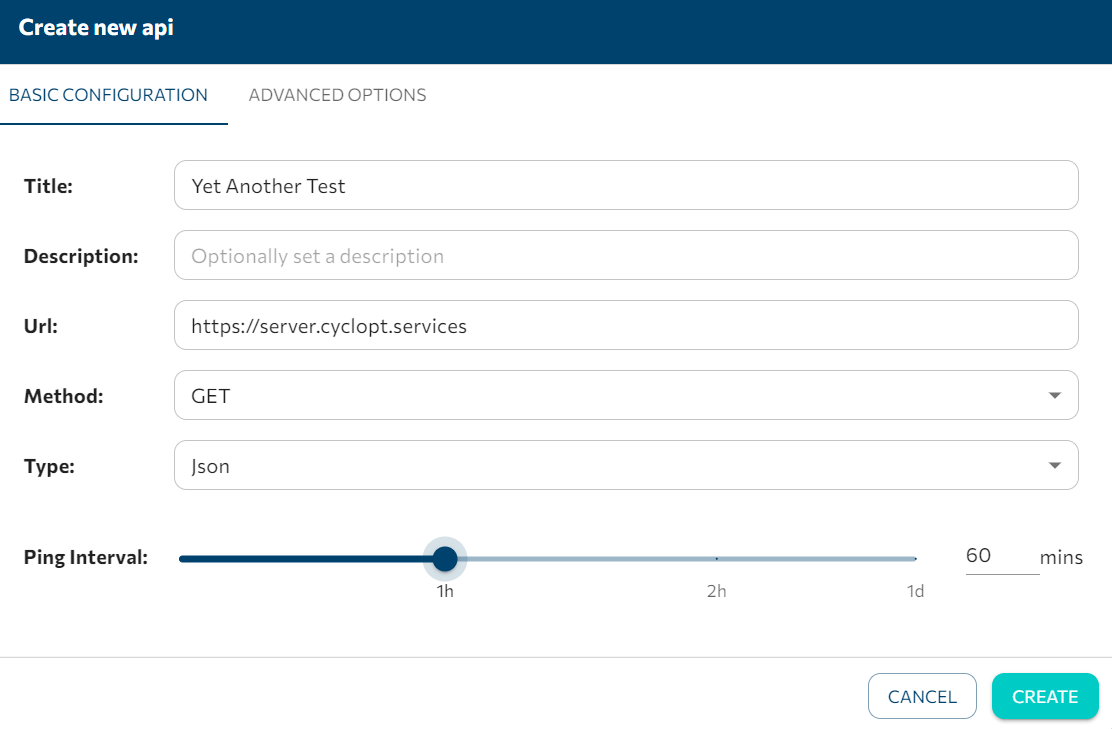 Create new api
BASIC CONFIGURATION ADVANCED OPTIONS
Title: Yet Another Test
Description: Optionally set a description
Url: https://server.cyclopt.services
Method: GET
Type: Json
Ping Interval: 60 mins
1h 2h 1d
CANCEL CREATE